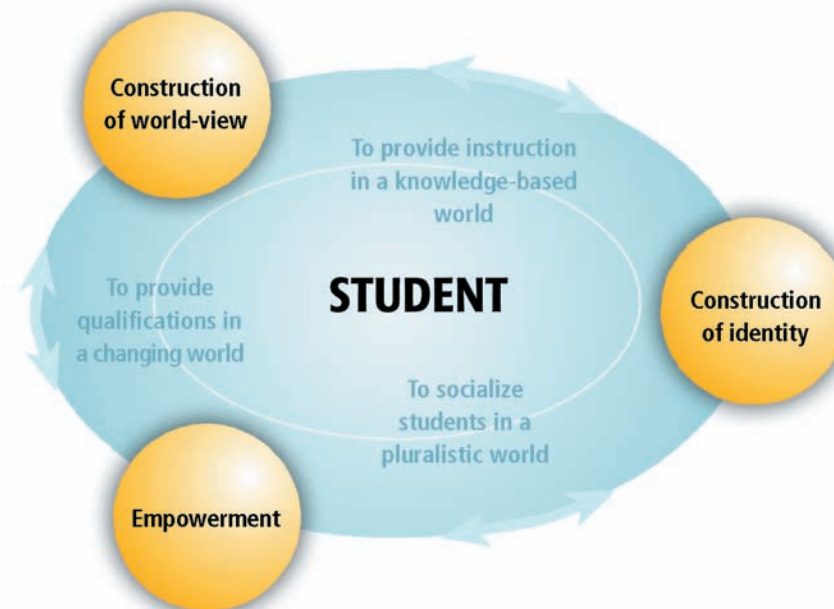 Construction
of world-view
To provide instruction
in a knowledge-based
world
STUDENT
To provide
qualifications in
a changing world
Construction
of identity
To socialize
students in a
pluralistic world
Empowerment